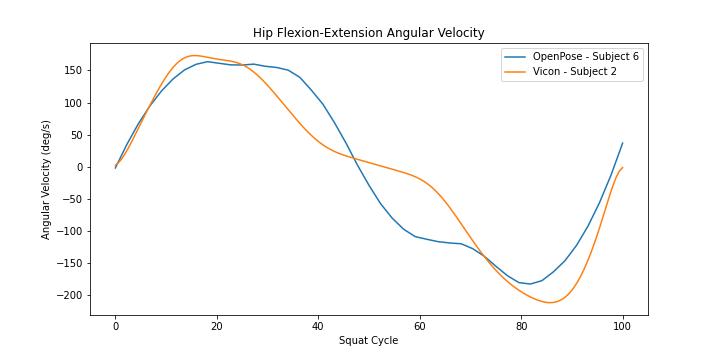 Hip Flexion-Extension Angular Velocity
OpenPose - Subject 6
Vicon - Subject 2
Angular Velocity (deg/s)
150
100
50
0
−50
−100
−150
−200
0
20
40
60
80
100
Squat Cycle